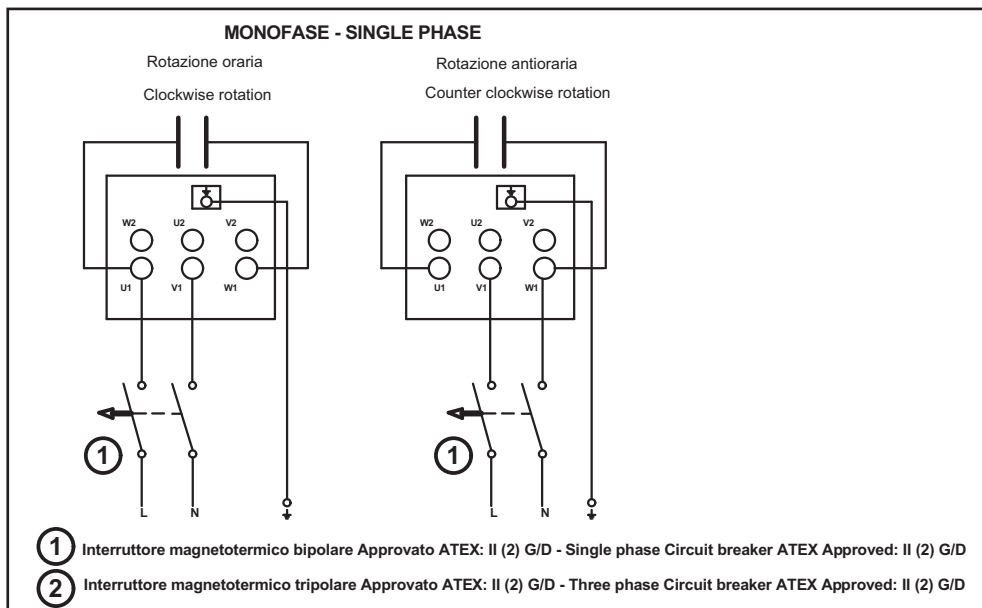 MONOFASE - SINGLE PHASE
Rotazione oraria
Clockwise rotation
Rotazione antioraria
Counter clockwise rotation
W2 U2 V2
U1 V1 W1
W2 U2 V2
U1 V1 W1
1
1
L N
L N
1 Interruttore magnetotermico bipolare Approvato ATEX: II (2) G/D - Single phase Circuit breaker ATEX Approved: II (2) G/D
2 Interruttore magnetotermico tripolare Approvato ATEX: II (2) G/D - Three phase Circuit breaker ATEX Approved: II (2) G/D